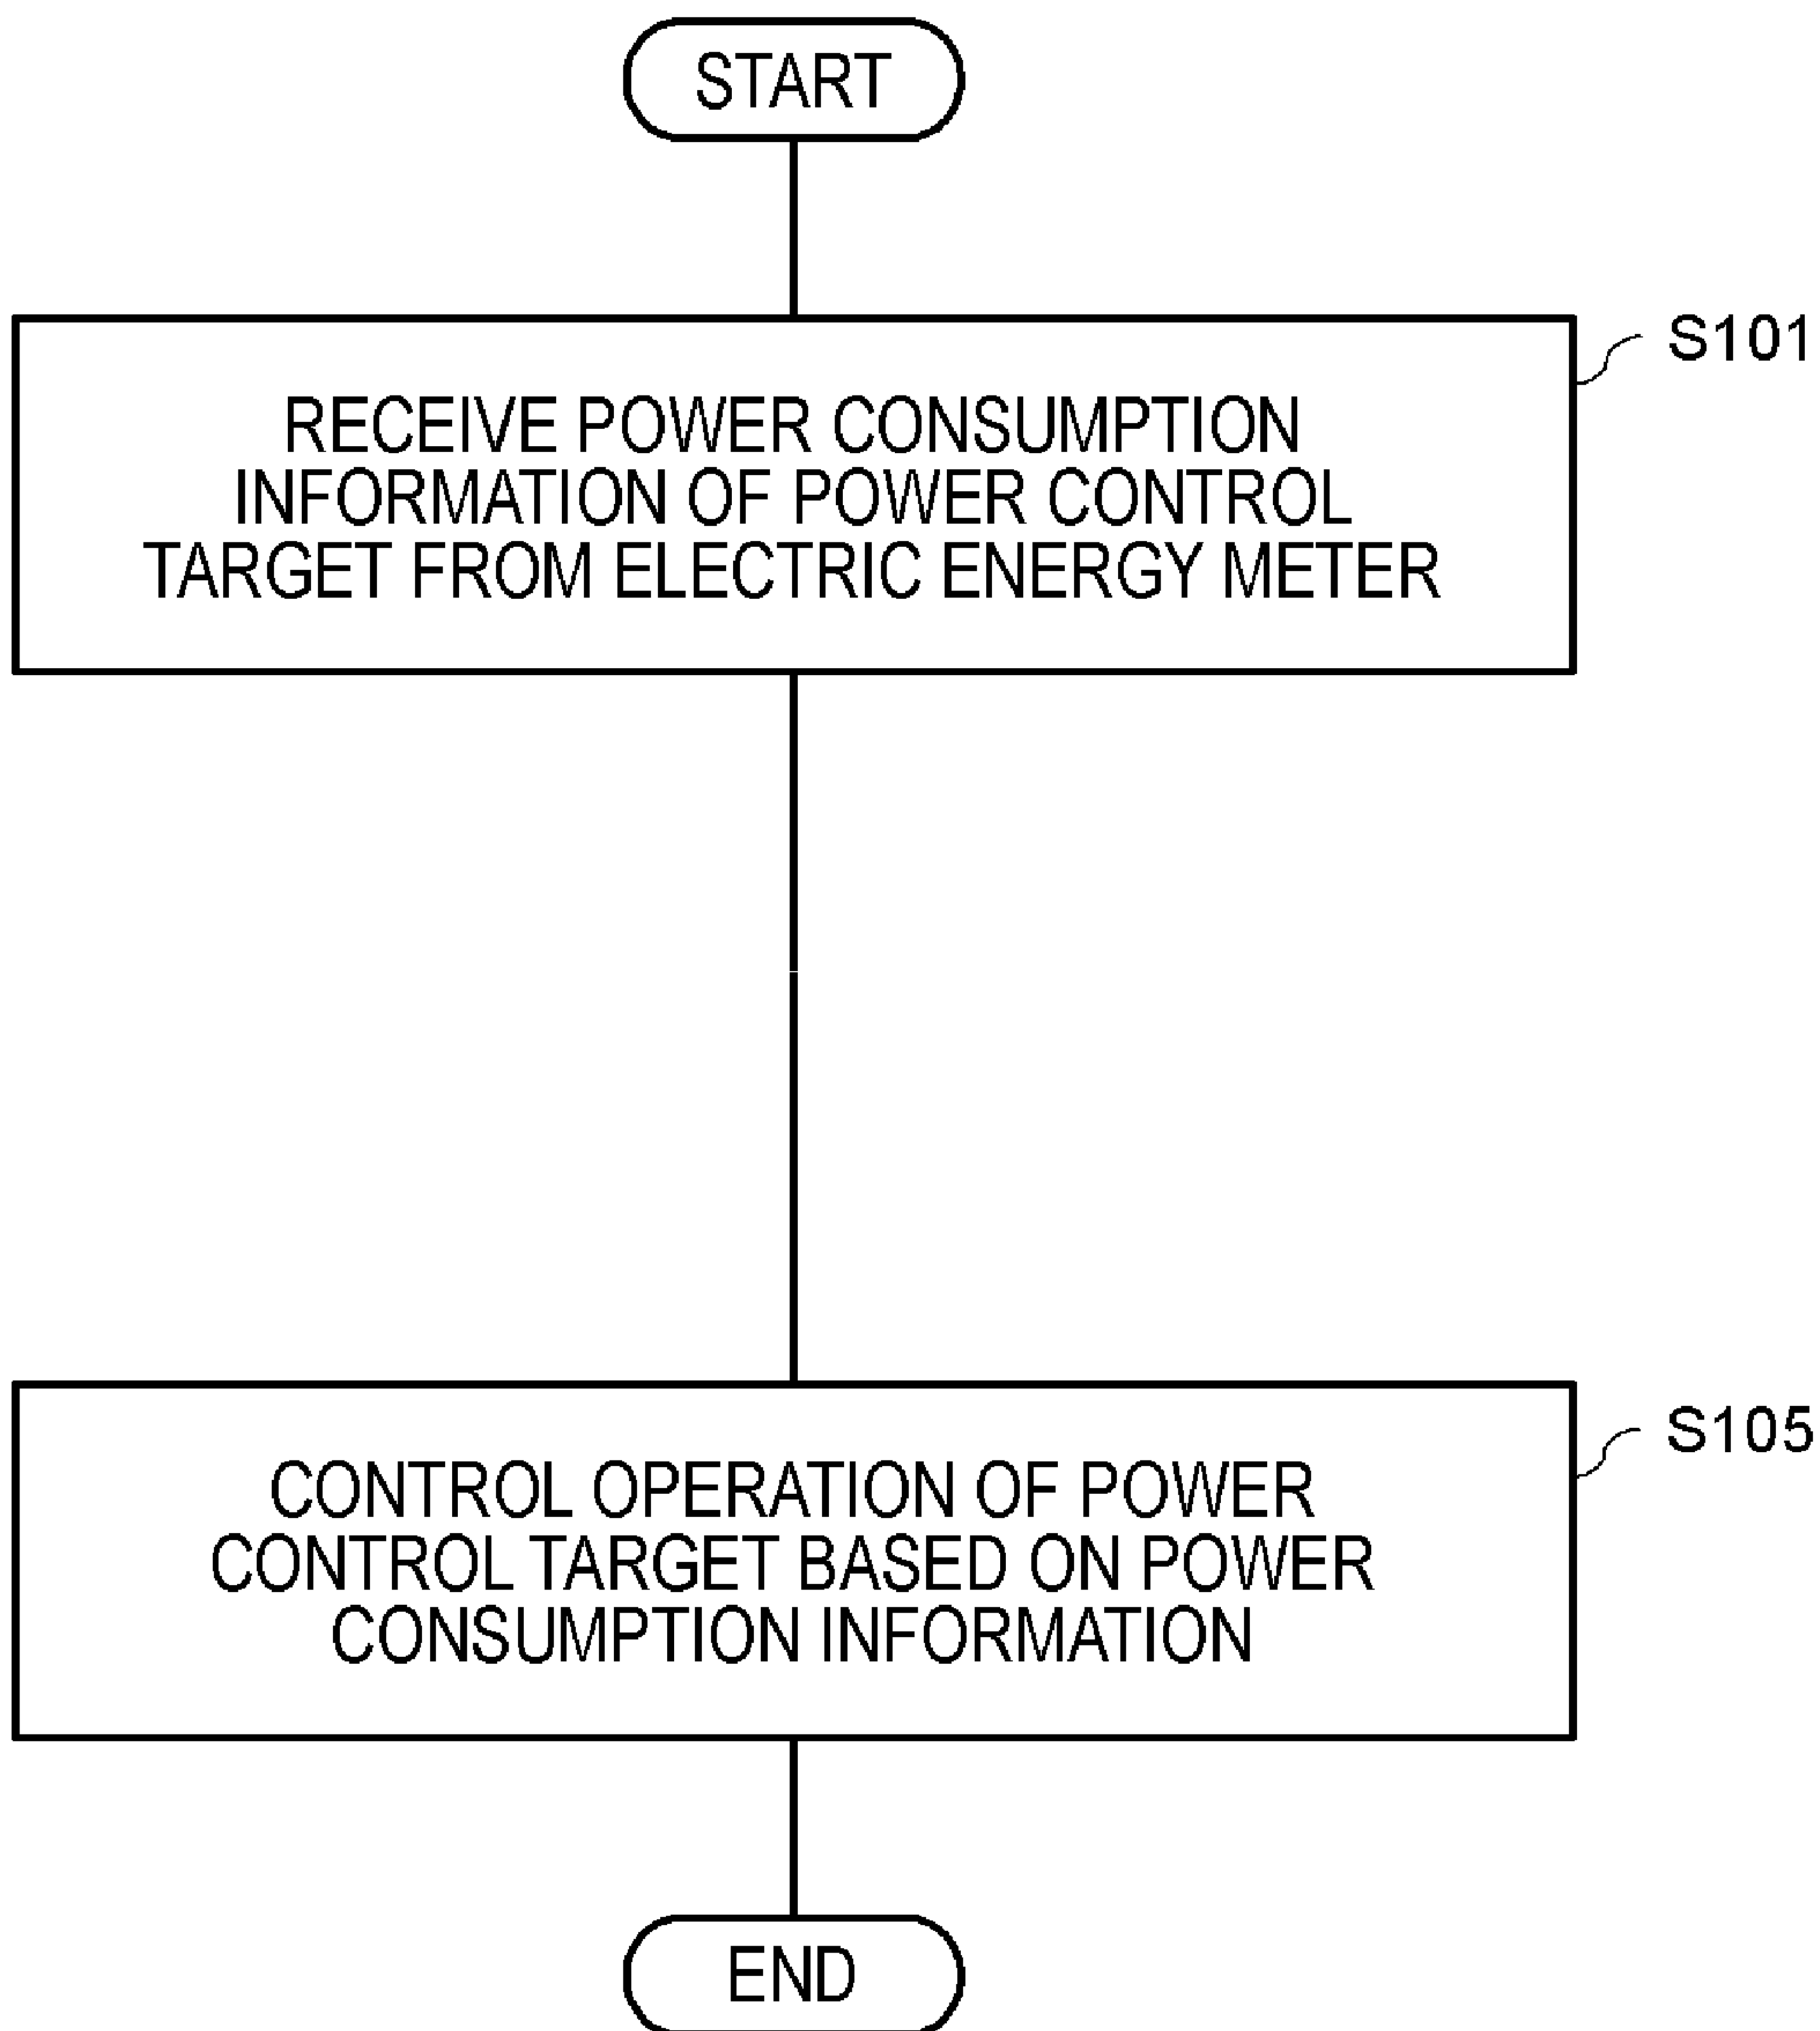 START
S101
RECEIVE POWER CONSUMPTION
INFORMATION OF POWER CONTROL
TARGET FROM ELECTRIC ENERGY METER
S105
CONTROL OPERATION OF POWER
CONTROL TARGET BASED ON POWER
CONSUMPTION INFORMATION
END